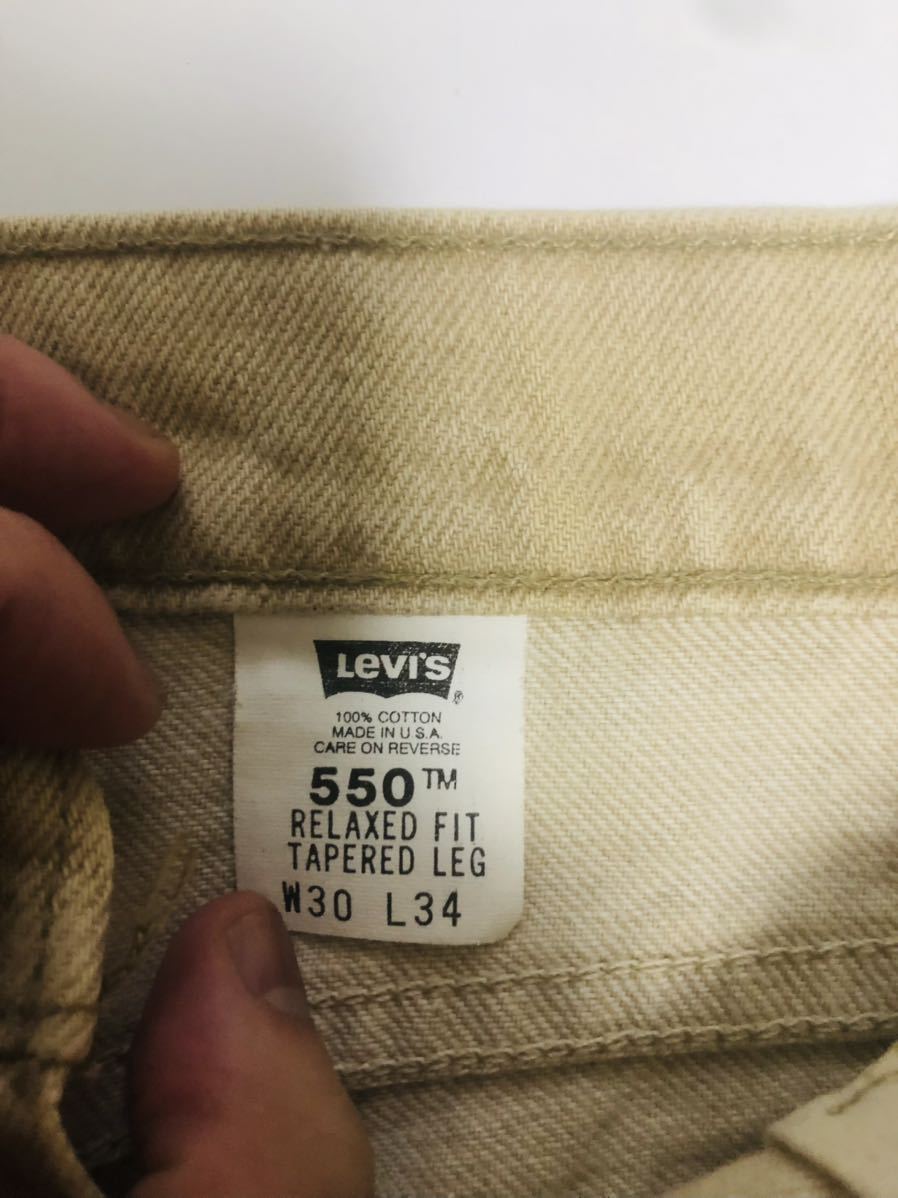 Levi's ®
100% COTTON
MADE IN U.S.A.
CARE ON REVERSE
550™
RELAXED FIT
TAPERED LEG
W30 L34